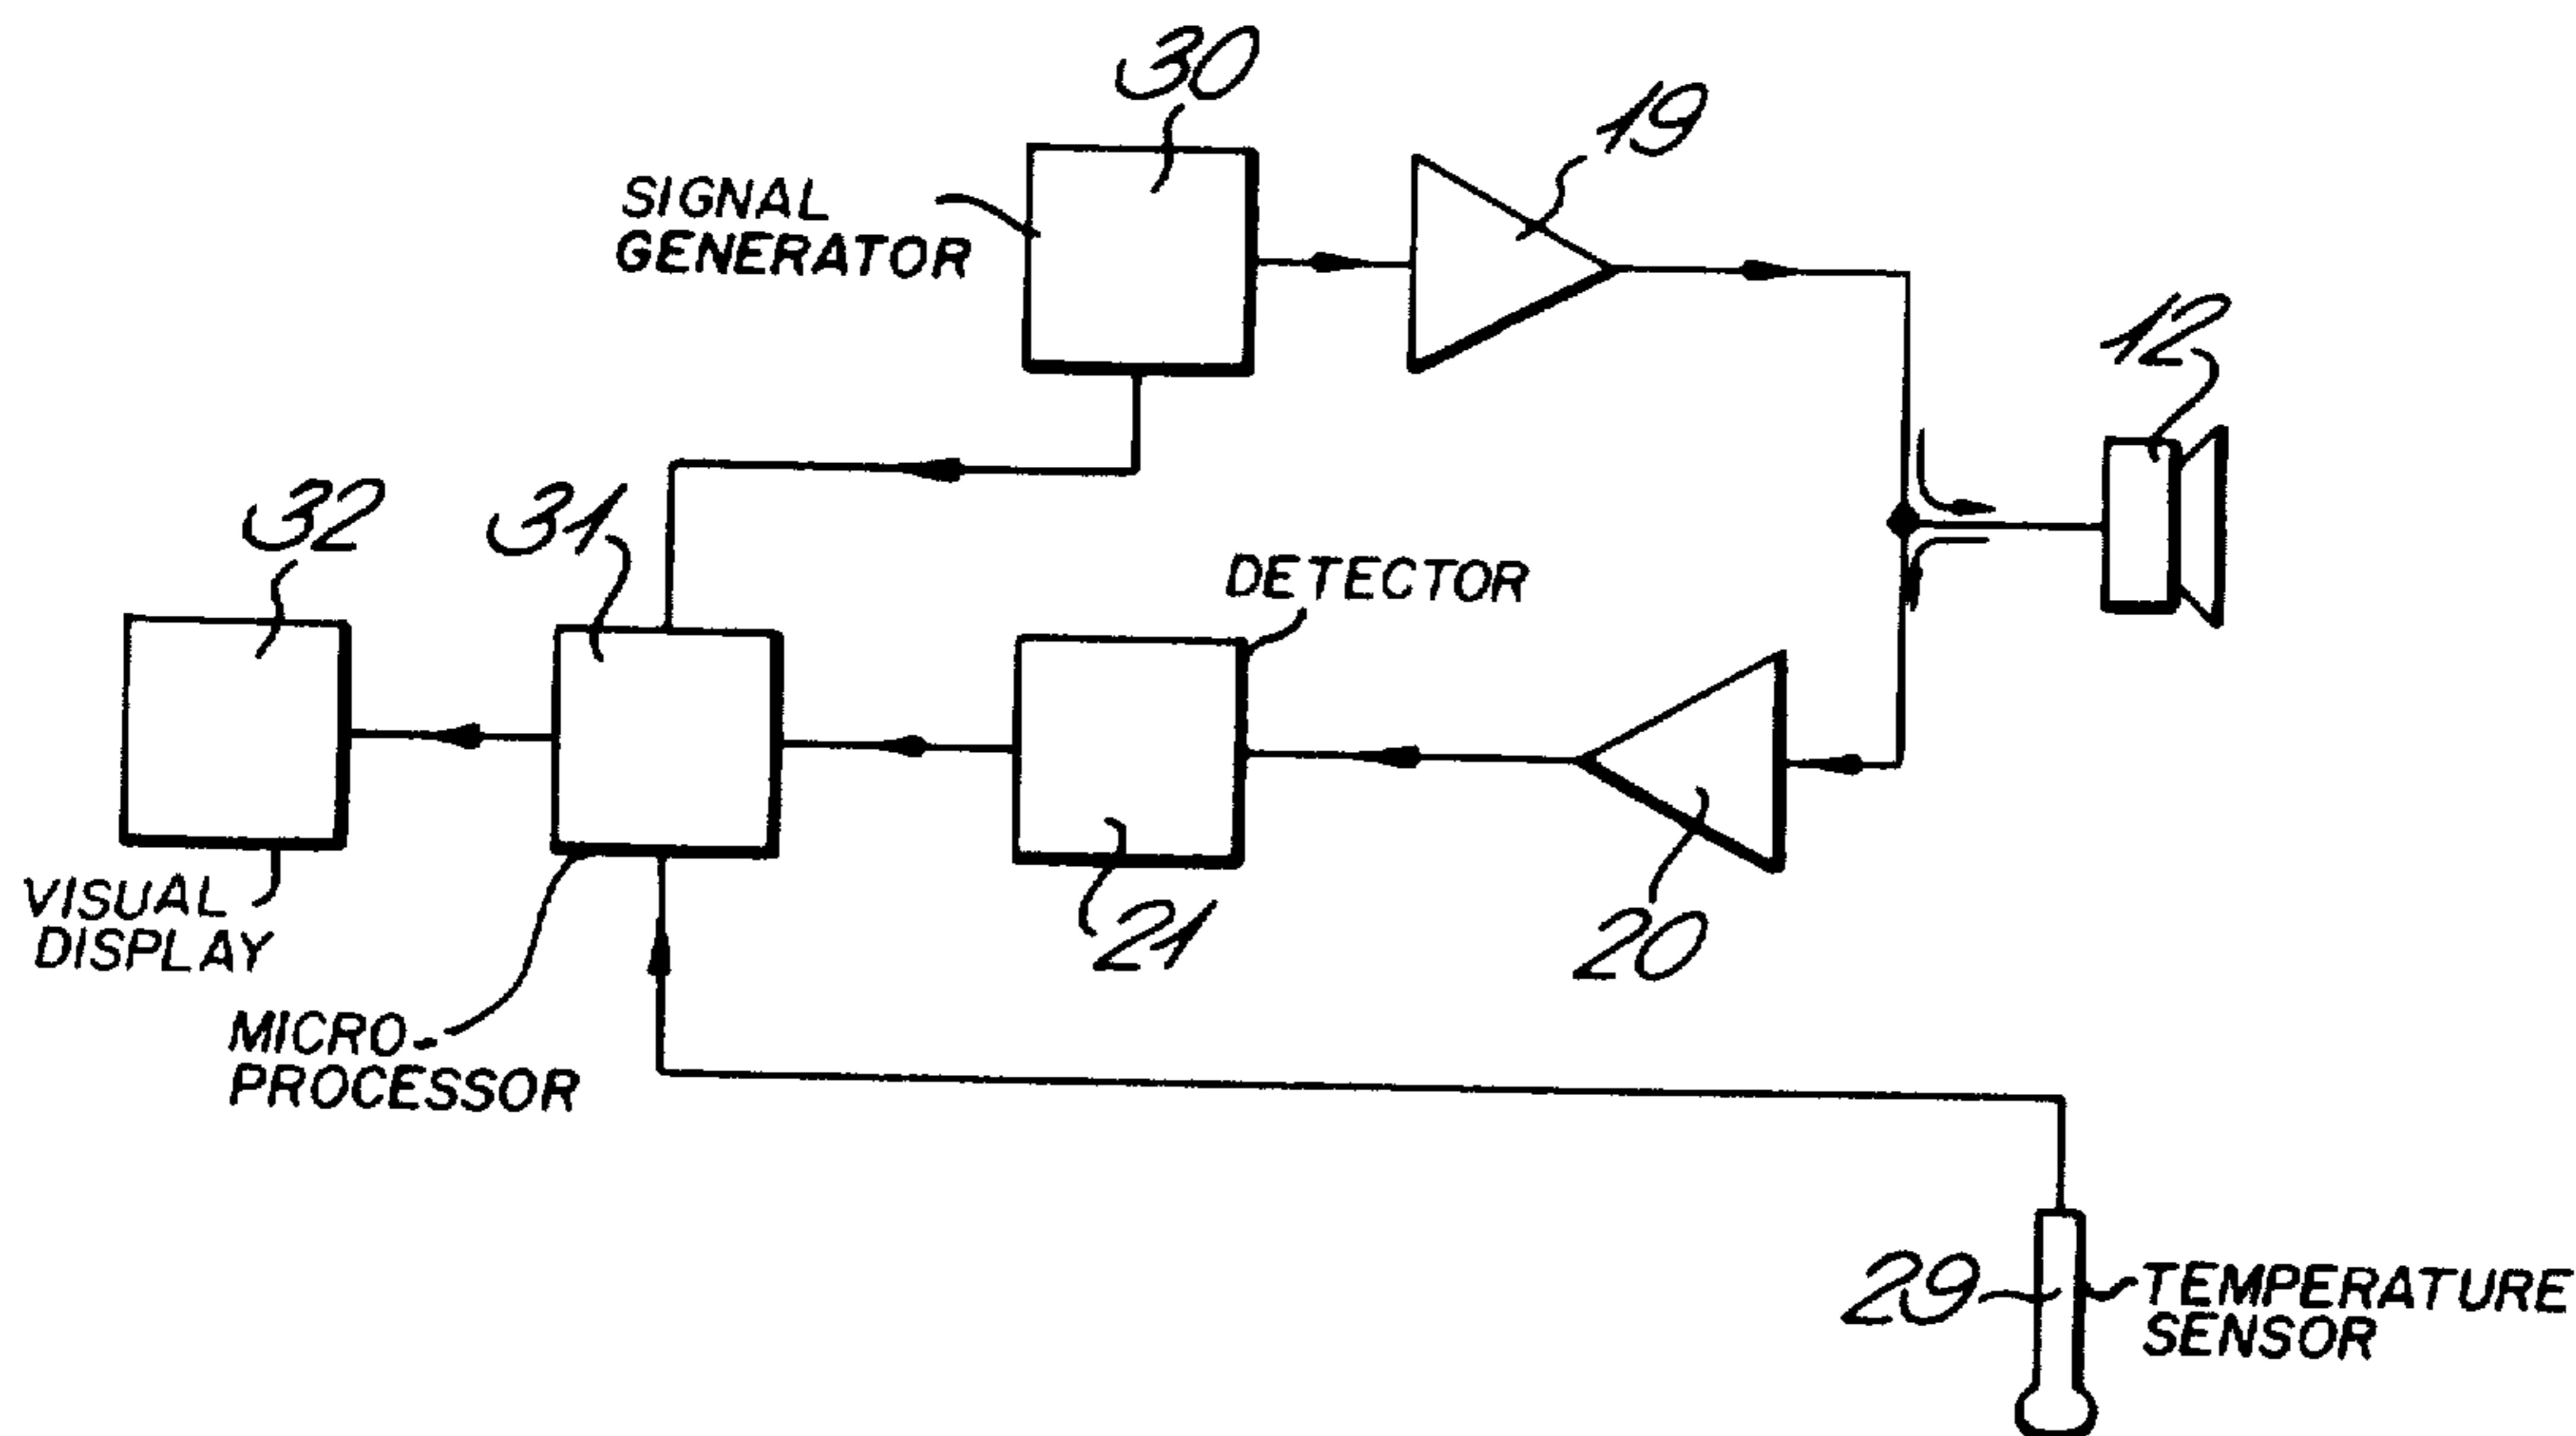 30
19
SIGNAL
GENERATOR
12
32
31
DETECTOR
VISUAL
DISPLAY
21
20
MICRO-
PROCESSOR
29
TEMPERATURE
SENSOR